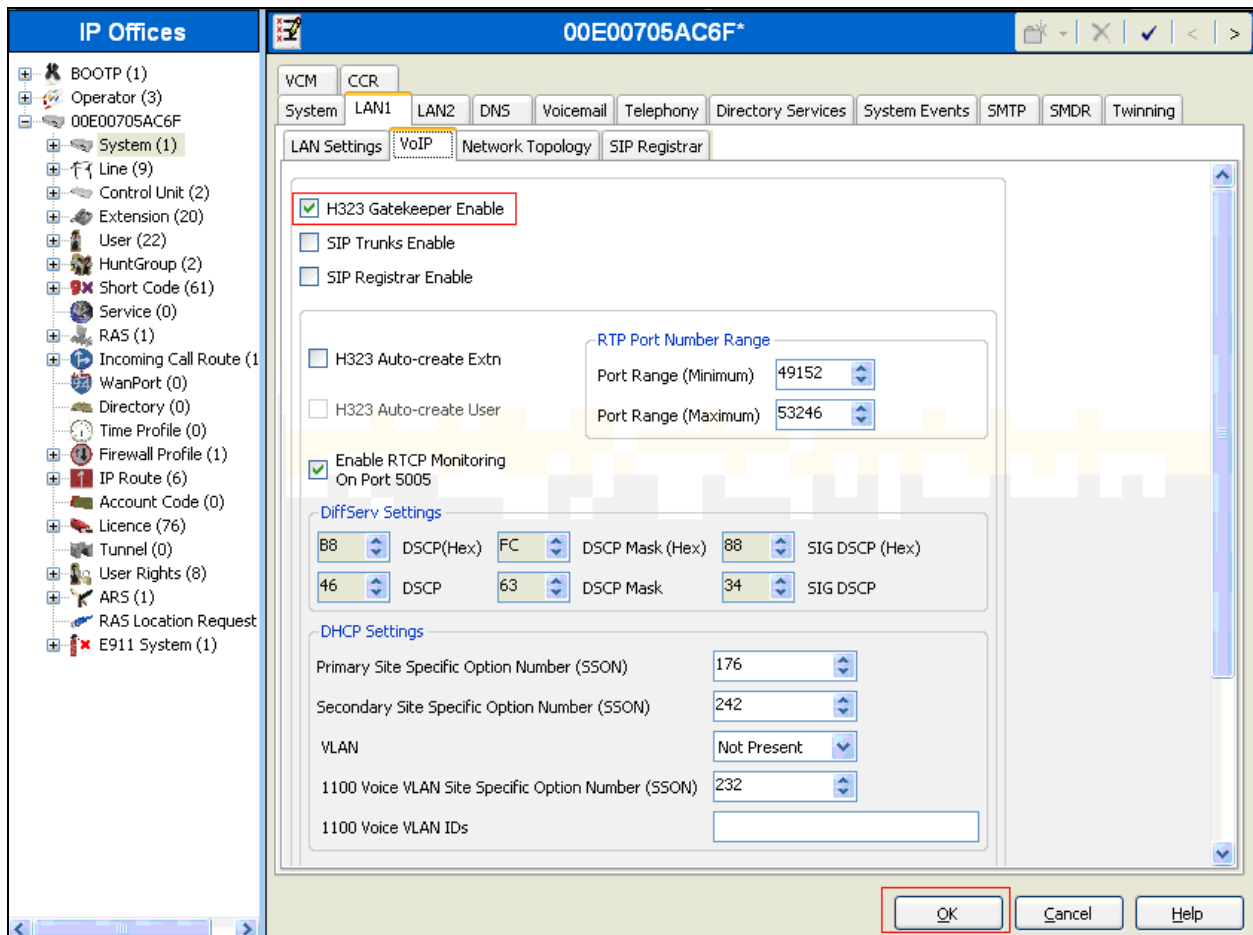 IP Offices
00E00705AC6F*
BOOTP (1)
Operator (3)
00E00705AC6F
System (1)
Line (9)
Control Unit (2)
Extension (20)
User (22)
HuntGroup (2)
Short Code (61)
Service (0)
RAS (1)
Incoming Call Route (1
WanPort (0)
Directory (0)
Time Profile (0)
Firewall Profile (1)
IP Route (6)
Account Code (0)
Licence (76)
Tunnel (0)
User Rights (8)
ARS (1)
RAS Location Request
E911 System (1)
VCM CCR
System LAN1 LAN2 DNS Voicemail Telephony Directory Services System Events SMTP SMDR Twinning
LAN Settings VoIP Network Topology SIP Registrar
H323 Gatekeeper Enable
SIP Trunks Enable
SIP Registrar Enable
H323 Auto-create Extn
H323 Auto-create User
RTP Port Number Range
Port Range (Minimum) 49152
Port Range (Maximum) 53246
Enable RTCP Monitoring
On Port 5005
DiffServ Settings
B8 DSCP(Hex) FC DSCP Mask (Hex) 88 SIG DSCP (Hex)
46 DSCP 63 DSCP Mask 34 SIG DSCP
DHCP Settings
Primary Site Specific Option Number (SSON) 176
Secondary Site Specific Option Number (SSON) 242
VLAN Not Present
1100 Voice VLAN Site Specific Option Number (SSON) 232
1100 Voice VLAN IDs
OK Cancel Help